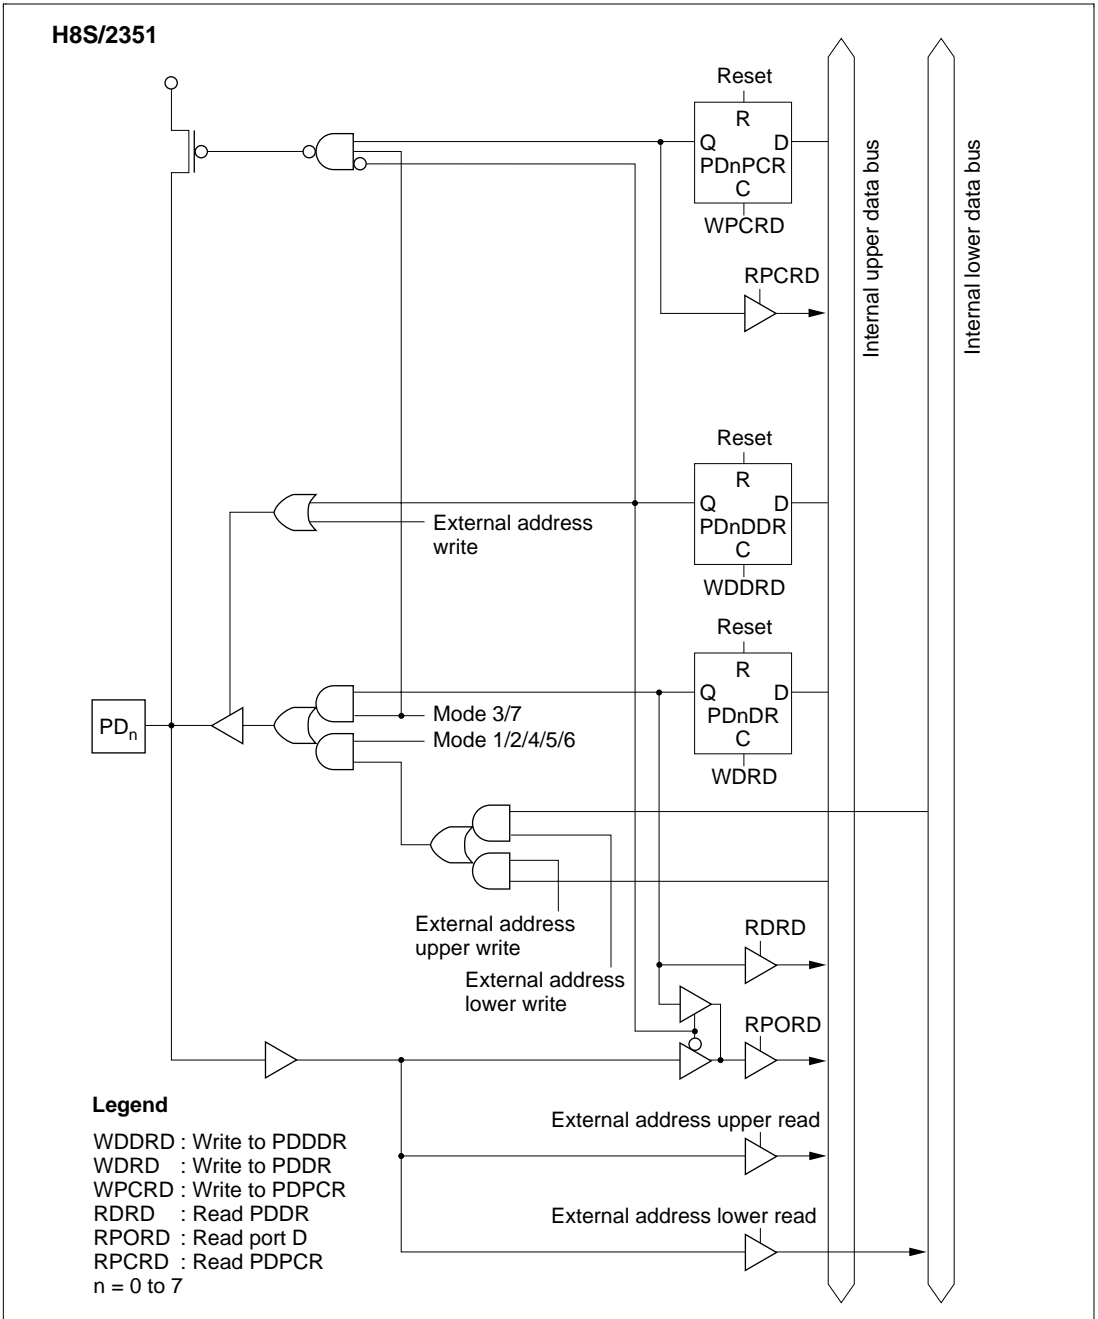 H8S/2351
Reset
R
Q D
PDnPCR
C
WPCRD
RPCRD
Internal upper data bus
Internal lower data bus
Reset
R
Q D
PDnDDR
C
WDDRD
External address
write
Reset
R
Q D
PDnDR
C
WDRD
PDn
Mode 3/7
Mode 1/2/4/5/6
External address
upper write
External address
lower write
RDRD
RPORD
External address upper read
External address lower read
Legend
WDDRD : Write to PDDDR
WDRD : Write to PDDR
WPCRD : Write to PDPCR
RDRD : Read PDDR
RPORD : Read port D
RPCRD : Read PDPCR
n = 0 to 7